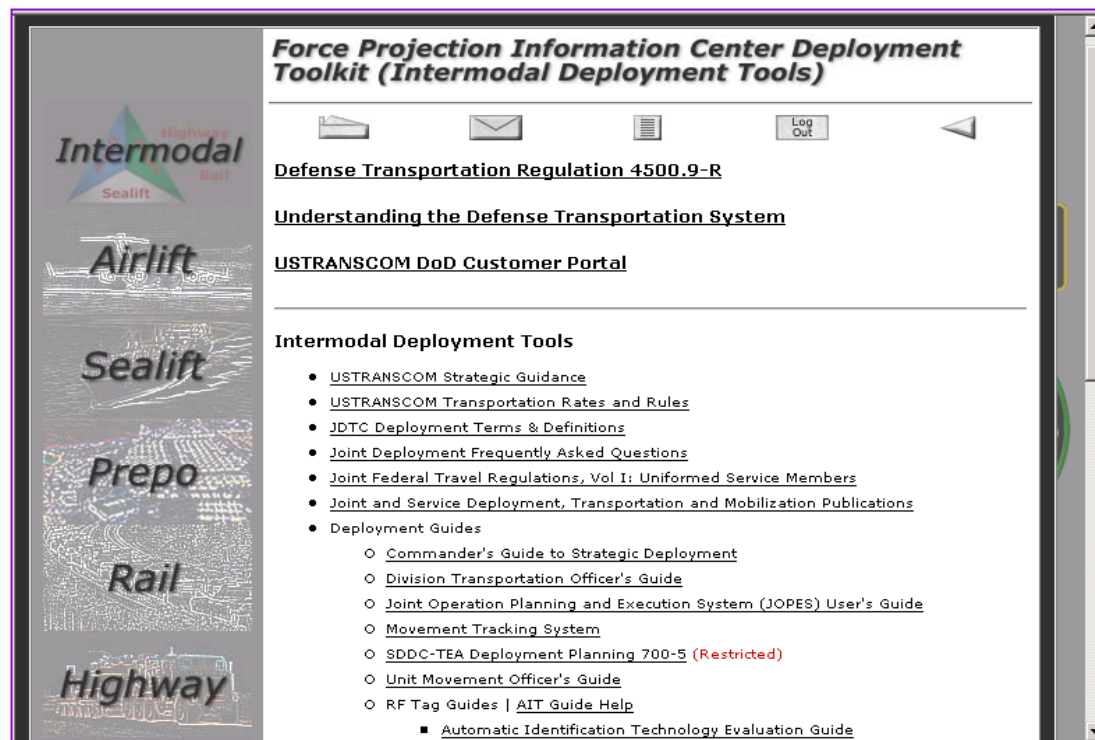 Force Projection Information Center Deployment
Toolkit (Intermodal Deployment Tools)
Log
Out
Highway
Intermodal
Rail
Sealift
Airlift
Sealift
Prepo
Rail
Highway
Defense Transportation Regulation 4500.9-R
Understanding the Defense Transportation System
USTRANSCOM DoD Customer Portal
Intermodal Deployment Tools
USTRANSCOM Strategic Guidance
USTRANSCOM Transportation Rates and Rules
JDTC Deployment Terms & Definitions
Joint Deployment Frequently Asked Questions
Joint Federal Travel Regulations, Vol I: Uniformed Service Members
Joint and Service Deployment, Transportation and Mobilization Publications
Deployment Guides
Commander's Guide to Strategic Deployment
Division Transportation Officer's Guide
Joint Operation Planning and Execution System (JOPES) User's Guide
Movement Tracking System
SDDC-TEA Deployment Planning 700-5 (Restricted)
Unit Movement Officer's Guide
RF Tag Guides | AIT Guide Help
Automatic Identification Technology Evaluation Guide